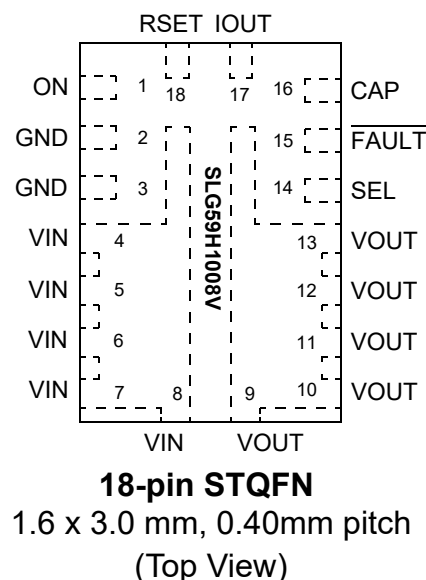 RSET IOUT
ON 1 18 17 16 CAP
GND 2 15 FAULT
GND 3 14 SEL
SLG59H1008V
VIN 4 13 VOUT
VIN 5 12 VOUT
VIN 6 11 VOUT
VIN 7 8 9 10 VOUT
VIN VOUT
18-pin STQFN
1.6 x 3.0 mm, 0.40mm pitch
(Top View)